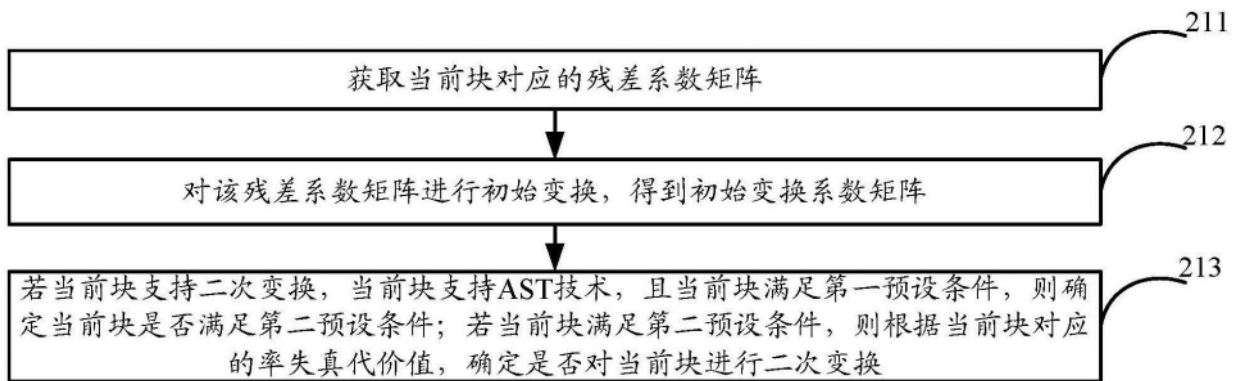 211
获取当前块对应的残差系数矩阵
212
对该残差系数矩阵进行初始变换，得到初始变换系数矩阵
213
若当前块支持二次变换，当前块支持AST技术，且当前块满足第一预设条件，则确
定当前块是否满足第二预设条件；若当前块满足第二预设条件，则根据当前块对应
的率失真代价值，确定是否对当前块进行二次变换